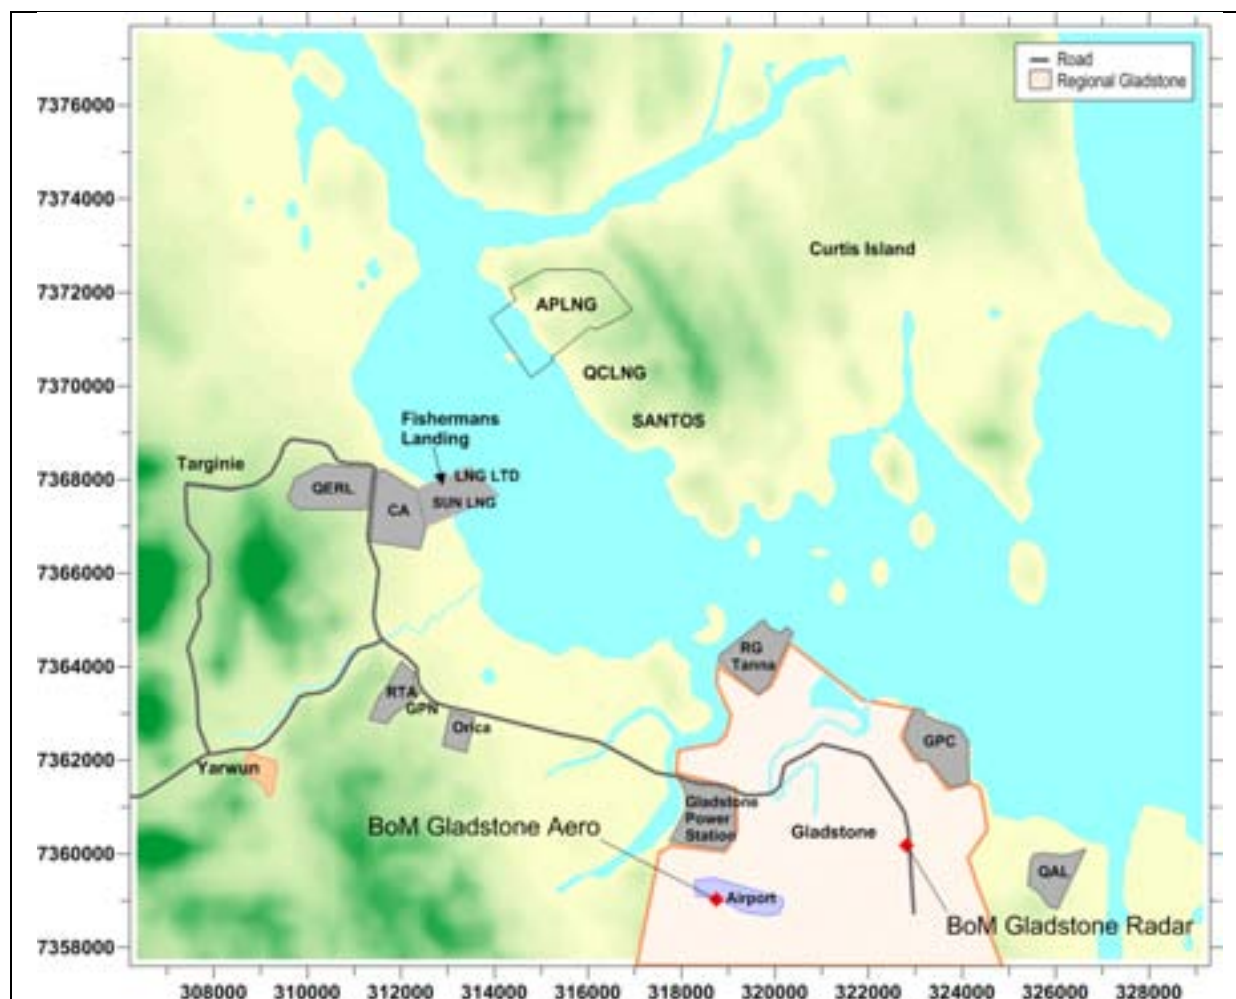 Road
Regional Gladstone
7376000
7374000
7372000
7370000
7368000
7366000
7364000
7362000
7360000
7358000
Curtis Island
APLNG
QCLNG
SANTOS
Fishermans
Landing
LNG LTD
SUN LNG
Targinie
QERL
CA
RG
Tanna
RTA
GPN
Orica
GPC
Yarwun
Gladstone
Power
Station
BoM Gladstone Aero
Gladstone
QAL
Airport
BoM Gladstone Radar
308000 310000 312000 314000 316000 318000 320000 322000 324000 326000 328000